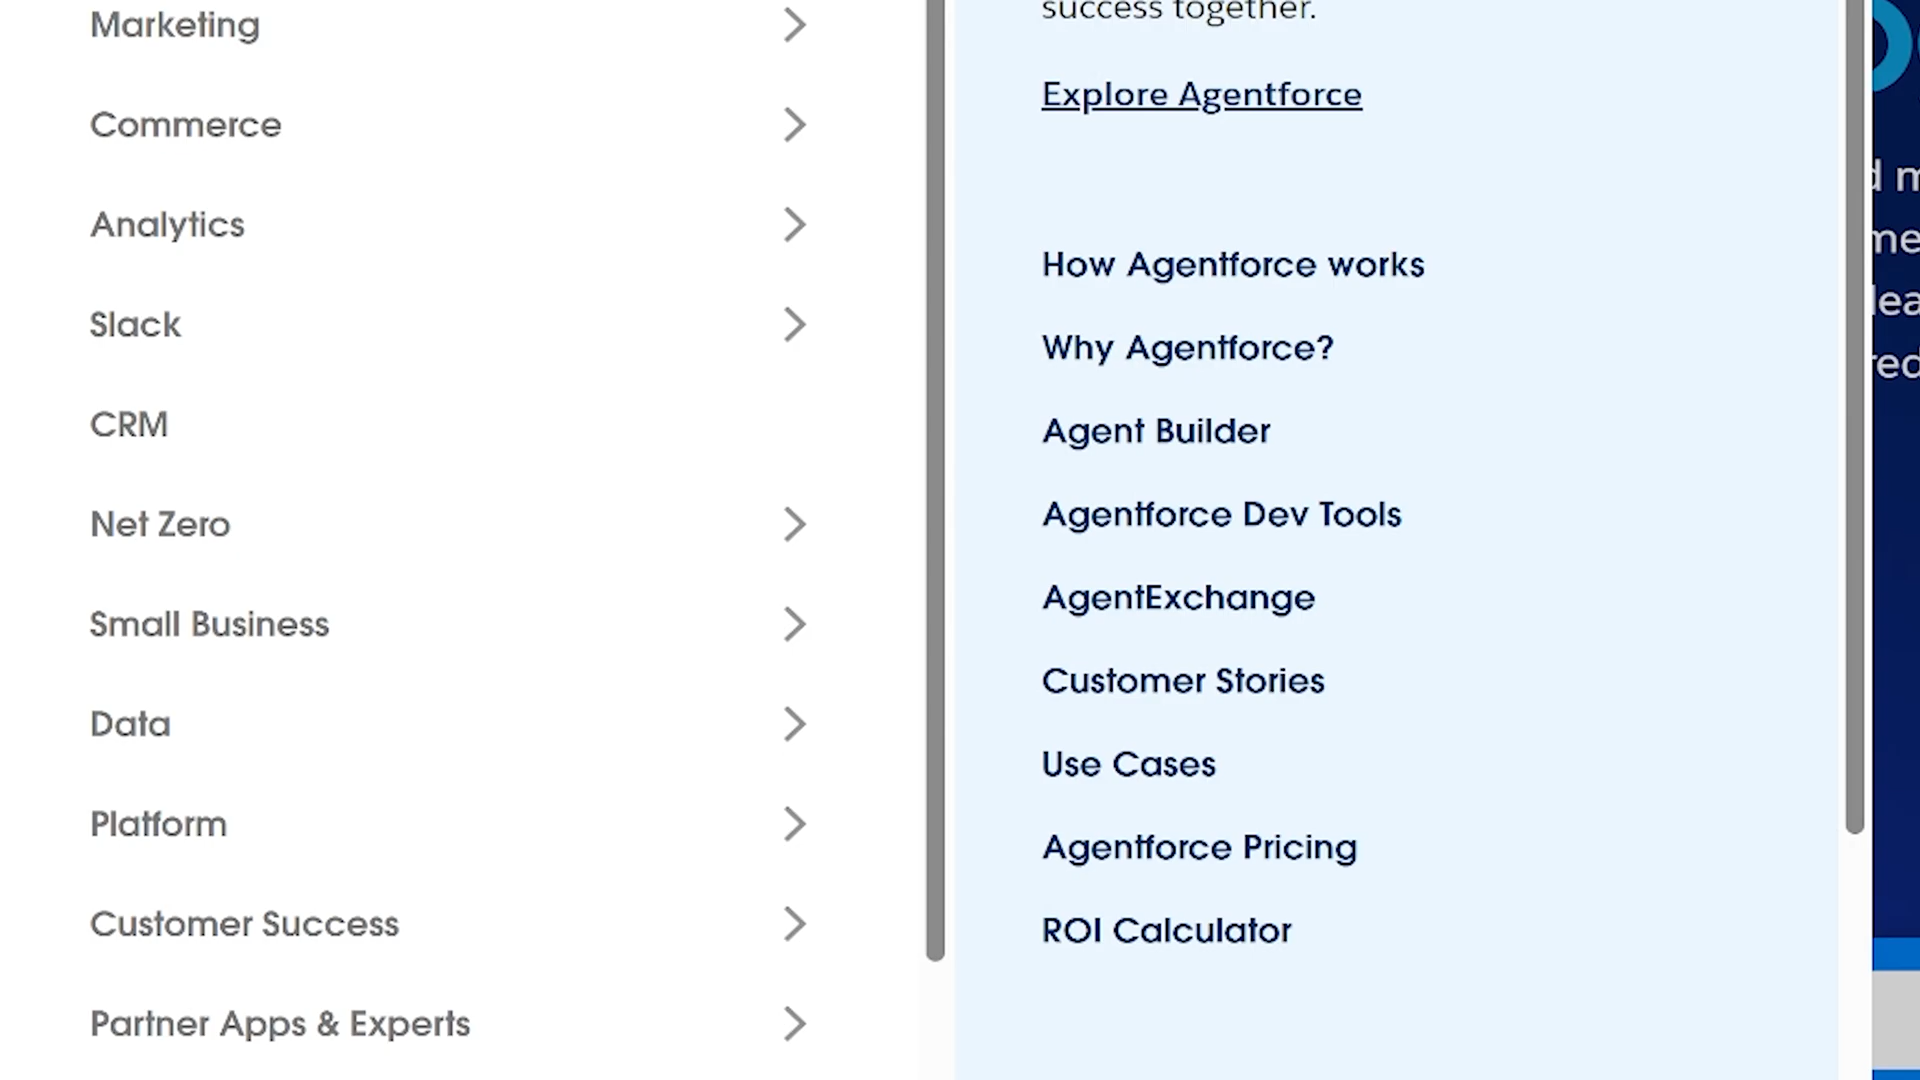 Marketing
Commerce
Analytics
Slack
CRM
Net Zero
Small Business
Data
Platform
Customer Success
Partner Apps & Experts
success together.
Explore Agentforce
How Agentforce works
Why Agentforce?
Agent Builder
Agentforce Dev Tools
AgentExchange
Customer Stories
Use Cases
Agentforce Pricing
ROI Calculator